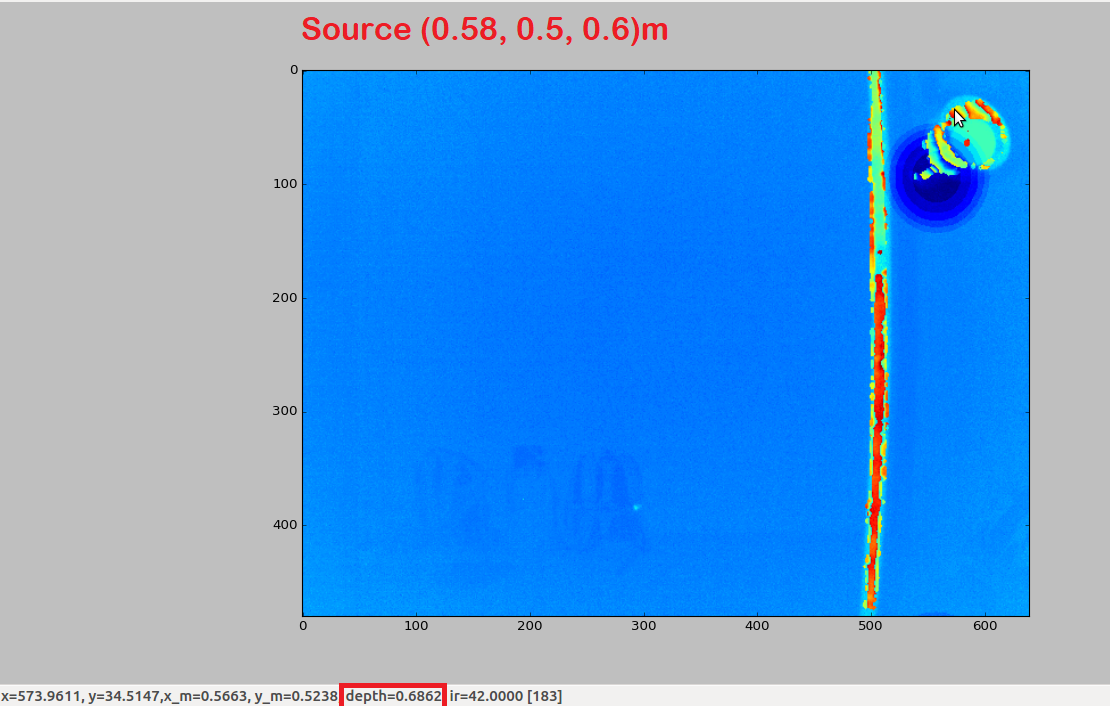 Source (0.58, 0.5, 0.6)m
0
100
200
300
400
0 100 200 300 400 500 600
x=573.9611, y=34.5147,x_m=0.5663, y_m=0.5238, depth=0.6862, ir=42.0000 [183]